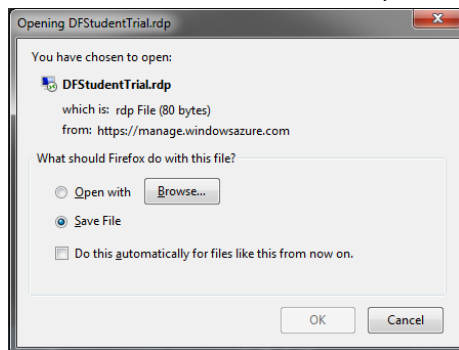 Opening DFStudentTrial.rdp
You have chosen to open:
DFStudentTrial.rdp
which is: rdp File (80 bytes)
from: https://manage.windowsazure.com
What should Firefox do with this file?
Open with Browse...
Save File
Do this automatically for files like this from now on.
OK Cancel